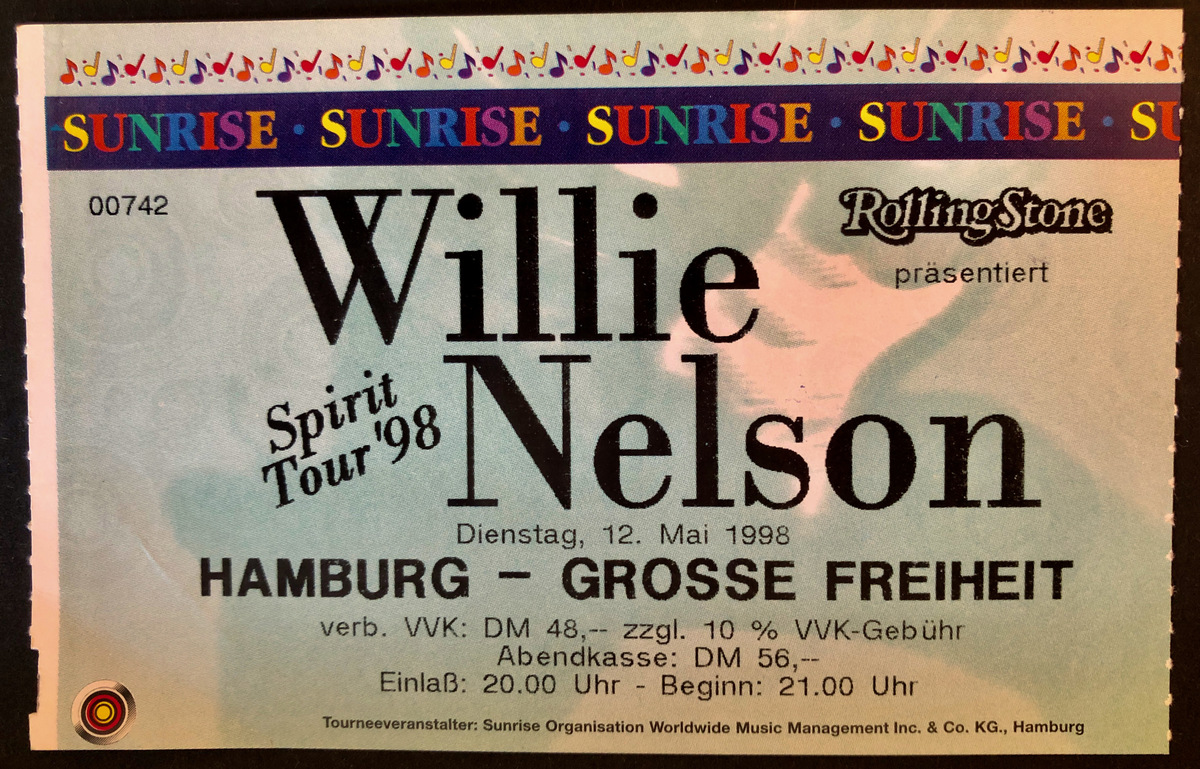 SUNRISE • SUNRISE • SUNRISE • SUNRISE • SU
00742
Willie
Nelson
RollingStone
präsentiert
Spirit
Tour '98
Dienstag, 12. Mai 1998
HAMBURG – GROSSE FREIHEIT
verb. VVK: DM 48,-- zzgl. 10 % VVK-Gebühr
Abendkasse: DM 56,--
Einlaß: 20.00 Uhr - Beginn: 21.00 Uhr
Tourneeveranstalter: Sunrise Organisation Worldwide Music Management Inc. & Co. KG., Hamburg